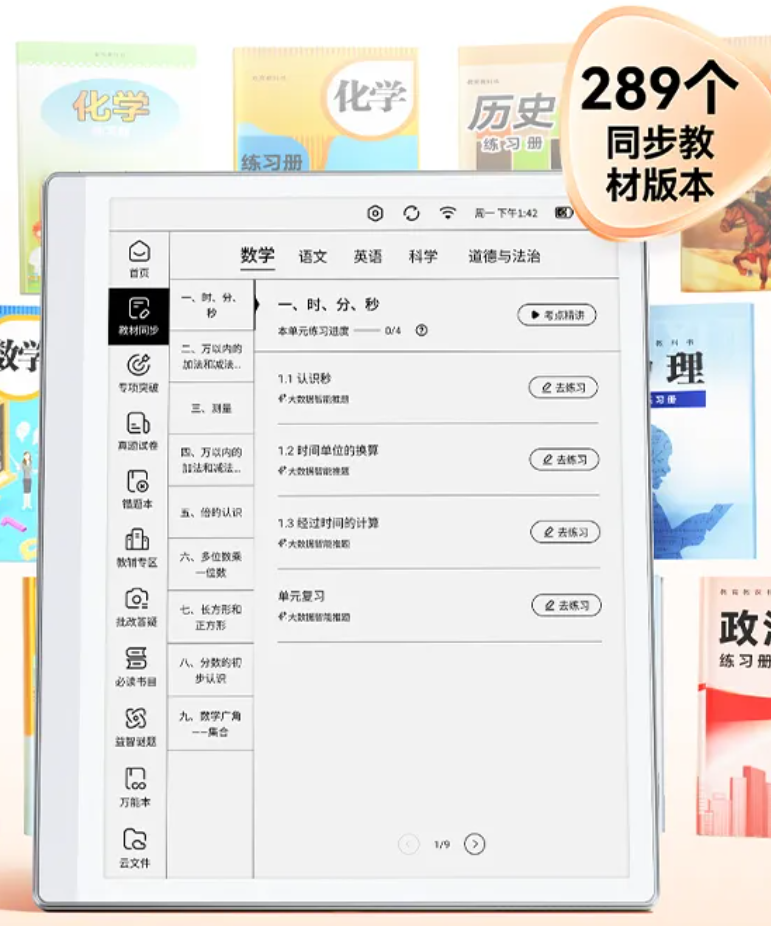 289个
同步教
材版本
化学
化学
练习册
历史
练习册
数学
理
习册
政
练习册
周一 下午1:42
首页
教材同步
专项突破
真题试卷
错题本
教辅专区
批改答疑
必读书目
益智谜题
万能本
云文件
数学 语文 英语 科学 道德与法治
一、时、分、
秒
二、万以内的
加法和减法...
三、测量
四、万以内的
加法和减法...
五、倍的认识
六、多位数乘
一位数
七、长方形和
正方形
八、分数的初
步认识
九、数学广角
——集合
一、时、分、秒
考点精讲
本单元练习进度 0/4
1.1 认识秒
大数据智能推题
去练习
1.2 时间单位的换算
大数据智能推题
去练习
1.3 经过时间的计算
大数据智能推题
去练习
单元复习
大数据智能推题
去练习
1/9